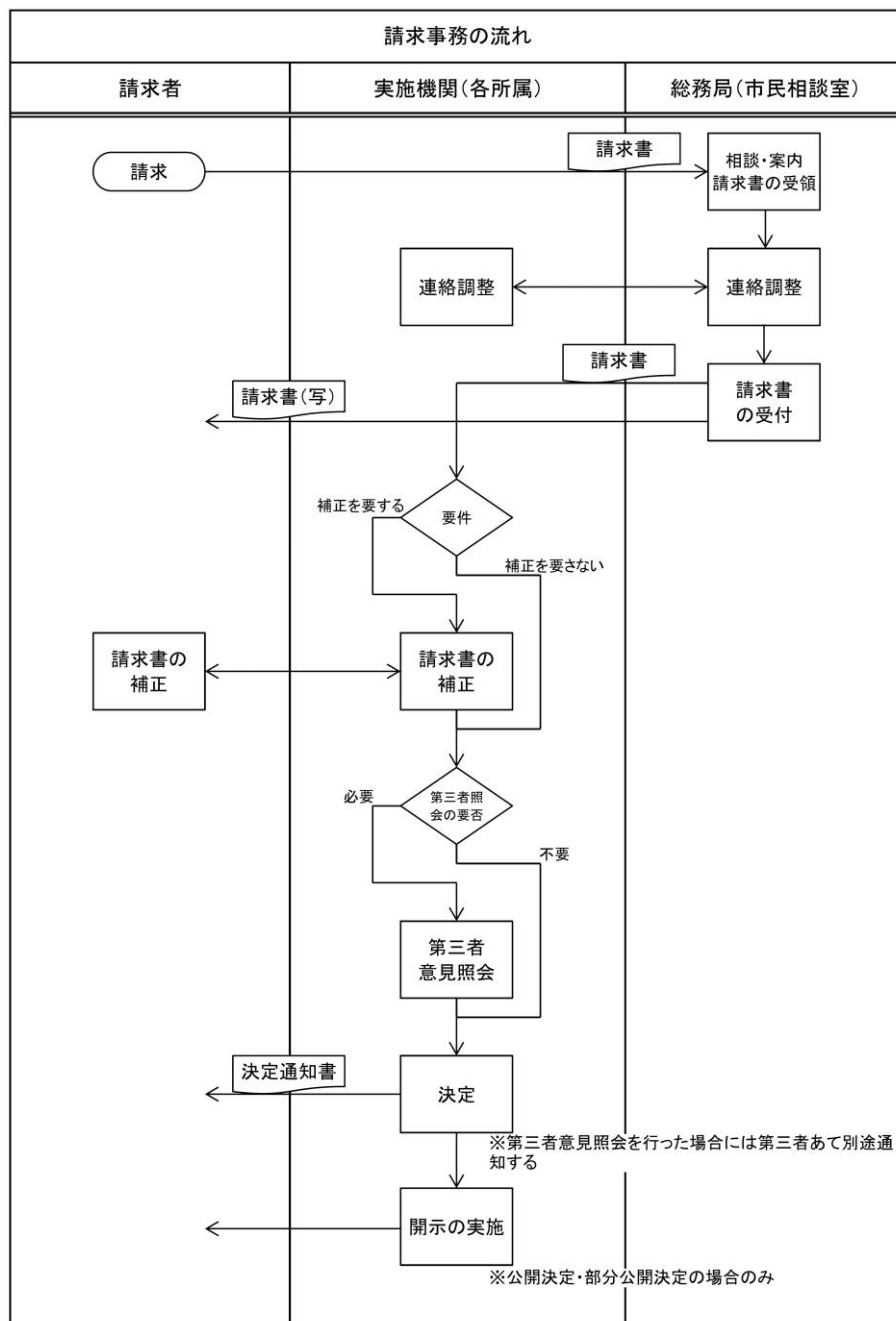 請求事務の流れ
請求者
実施機関(各所属)
総務局(市民相談室)
請求
請求書
相談・案内
請求書の受領
連絡調整
連絡調整
請求書
請求書(写)
請求書
の受付
補正を要する
要件
補正を要さない
請求書の
補正
請求書の
補正
必要
第三者照
会の要否
不要
第三者
意見照会
決定通知書
決定
※第三者意見照会を行った場合には第三者あて別途通
知する
開示の実施
※公開決定・部分公開決定の場合のみ